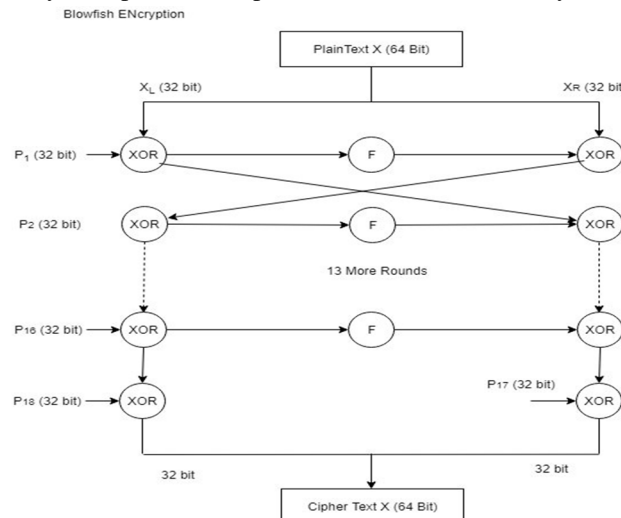 Blowfish ENcryption
PlainText X (64 Bit)
XL (32 bit)
XR (32 bit
P1 (32 bit)
XOR
F
XOR
P2 (32 bit)
XOR
F
XOR
13 More Rounds
P16 (32 bit)
XOR
F
XOR
P18 (32 bit)
XOR
P17 (32 bit)
XOR
32 bit
32 bit
Cipher Text X (64 Bit)